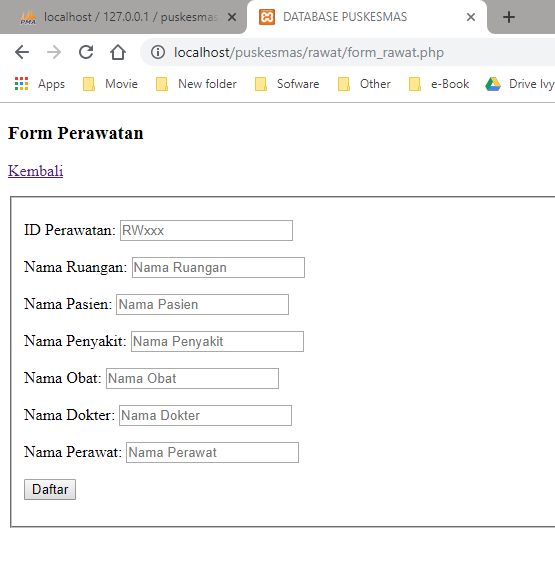 localhost / 127.0.0.1 / puskesmas
DATABASE PUSKESMAS
localhost/puskesmas/rawat/form_rawat.php
Apps Movie New folder Sofware Other e-Book Drive Ivy
Form Perawatan
Kembali
ID Perawatan: RWxxx
Nama Ruangan: Nama Ruangan
Nama Pasien: Nama Pasien
Nama Penyakit: Nama Penyakit
Nama Obat: Nama Obat
Nama Dokter: Nama Dokter
Nama Perawat: Nama Perawat
Daftar